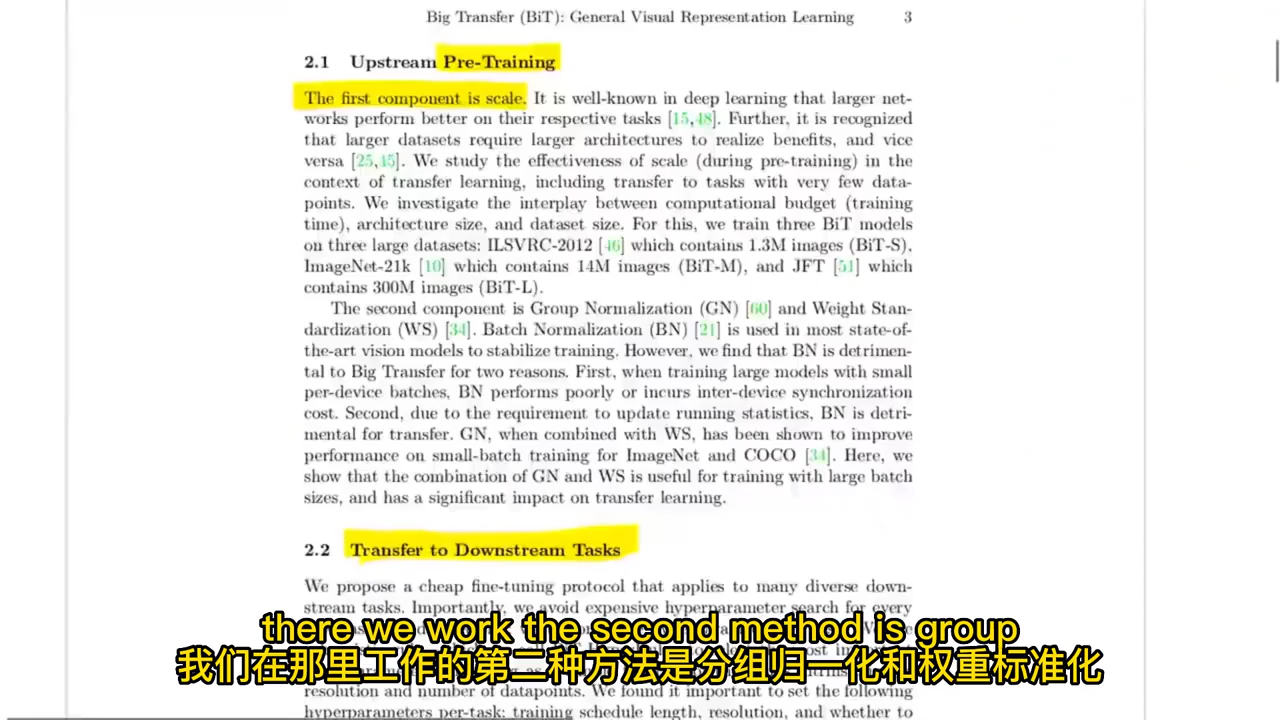 Big Transfer (BiT): General Visual Representation Learning 3
2.1 Upstream Pre-Training
The first component is scale. It is well-known in deep learning that larger net-
works perform better on their respective tasks [15,48]. Further, it is recognized
that larger datasets require larger architectures to realize benefits, and vice
versa [25,45]. We study the effectiveness of scale (during pre-training) in the
context of transfer learning, including transfer to tasks with very few data-
points. We investigate the interplay between computational budget (training
time), architecture size, and dataset size. For this, we train three BiT models
on three large datasets: ILSVRC-2012 [46] which contains 1.3M images (BiT-S),
ImageNet-21k [10] which contains 14M images (BiT-M), and JFT [51] which
contains 300M images (BiT-L).
The second component is Group Normalization (GN) [60] and Weight Stan-
dardization (WS) [34]. Batch Normalization (BN) [21] is used in most state-of-
the-art vision models to stabilize training. However, we find that BN is detrimen-
tal to Big Transfer for two reasons. First, when training large models with small
per-device batches, BN performs poorly or incurs inter-device synchronization
cost. Second, due to the requirement to update running statistics, BN is detri-
mental for transfer. GN, when combined with WS, has been shown to improve
performance on small-batch training for ImageNet and COCO [34]. Here, we
show that the combination of GN and WS is useful for training with large batch
sizes, and has a significant impact on transfer learning.
2.2 Transfer to Downstream Tasks
We propose a cheap fine-tuning protocol that applies to many diverse down-
stream tasks. Importantly, we avoid expensive hyperparameter search for every
there we work the second method is group
我们在那里工作的第二种方法是分组归一化和权重标准化
resolution and number of datapoints. We found it important to set the following
hyperparameters per-task: training schedule length, resolution, and whether to